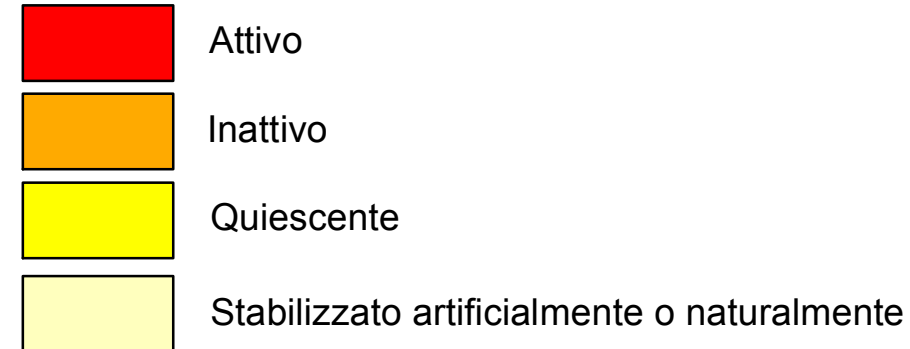 Attivo
Inattivo
Quiescente
Stabilizzato artificialmente o naturalmente